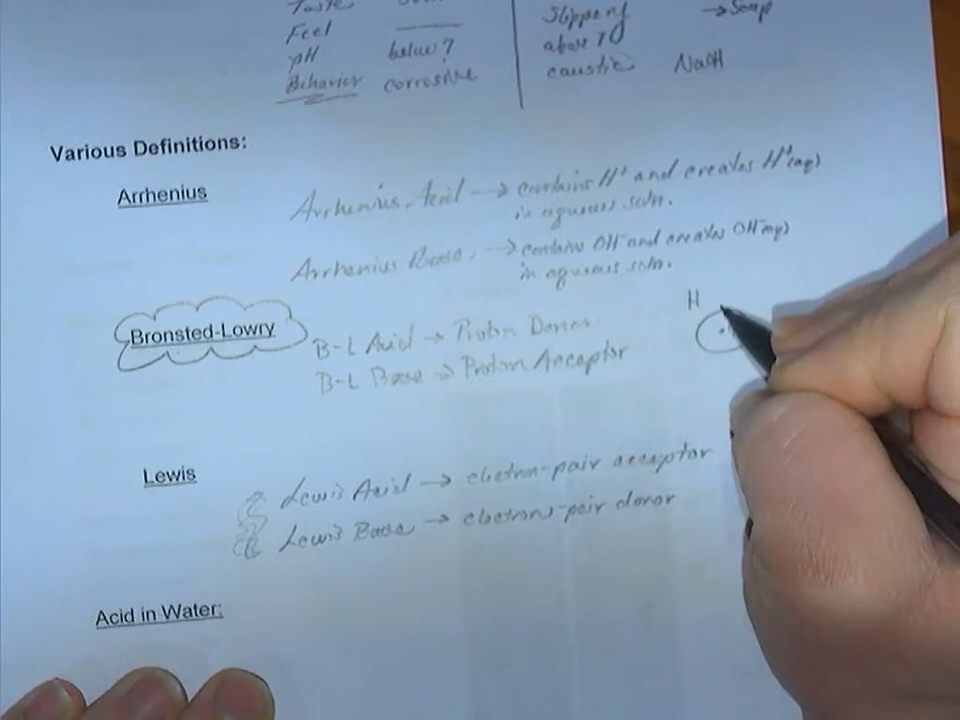 Taste
Feel Slippery → Soap
pH below 7 above 7
Behavior corrosive caustic NaOH
Various Definitions:
Arrhenius Arrhenius Acid → contains H⁺ and creates H⁺(aq)
in aqueous soln.
Arrhenius Base → contains OH⁻ and creates OH⁻(aq)
in aqueous soln.
H
Bronsted-Lowry B-L Acid → Proton Donor
B-L Base → Proton Acceptor
Lewis Lewis Acid → electron-pair acceptor
Lewis Base → electron-pair donor
Acid in Water: